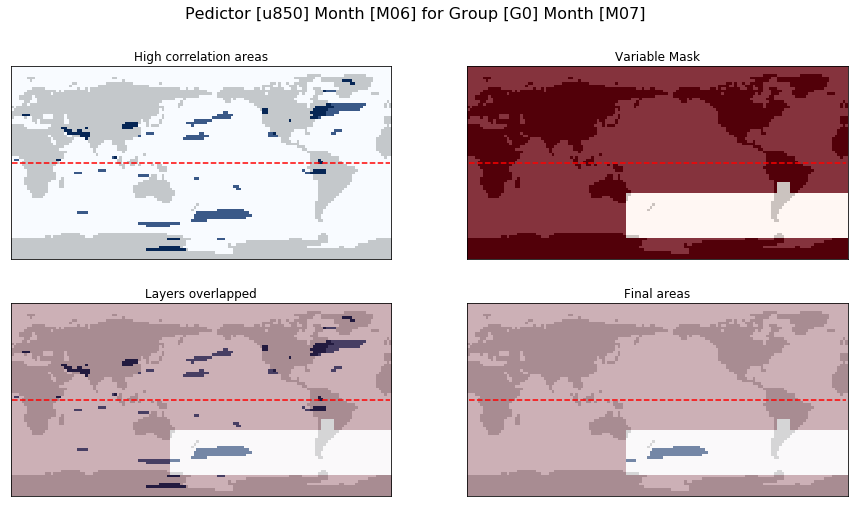 Pedictor [u850] Month [M06] for Group [G0] Month [M07]
High correlation areas
Variable Mask
Layers overlapped
Final areas